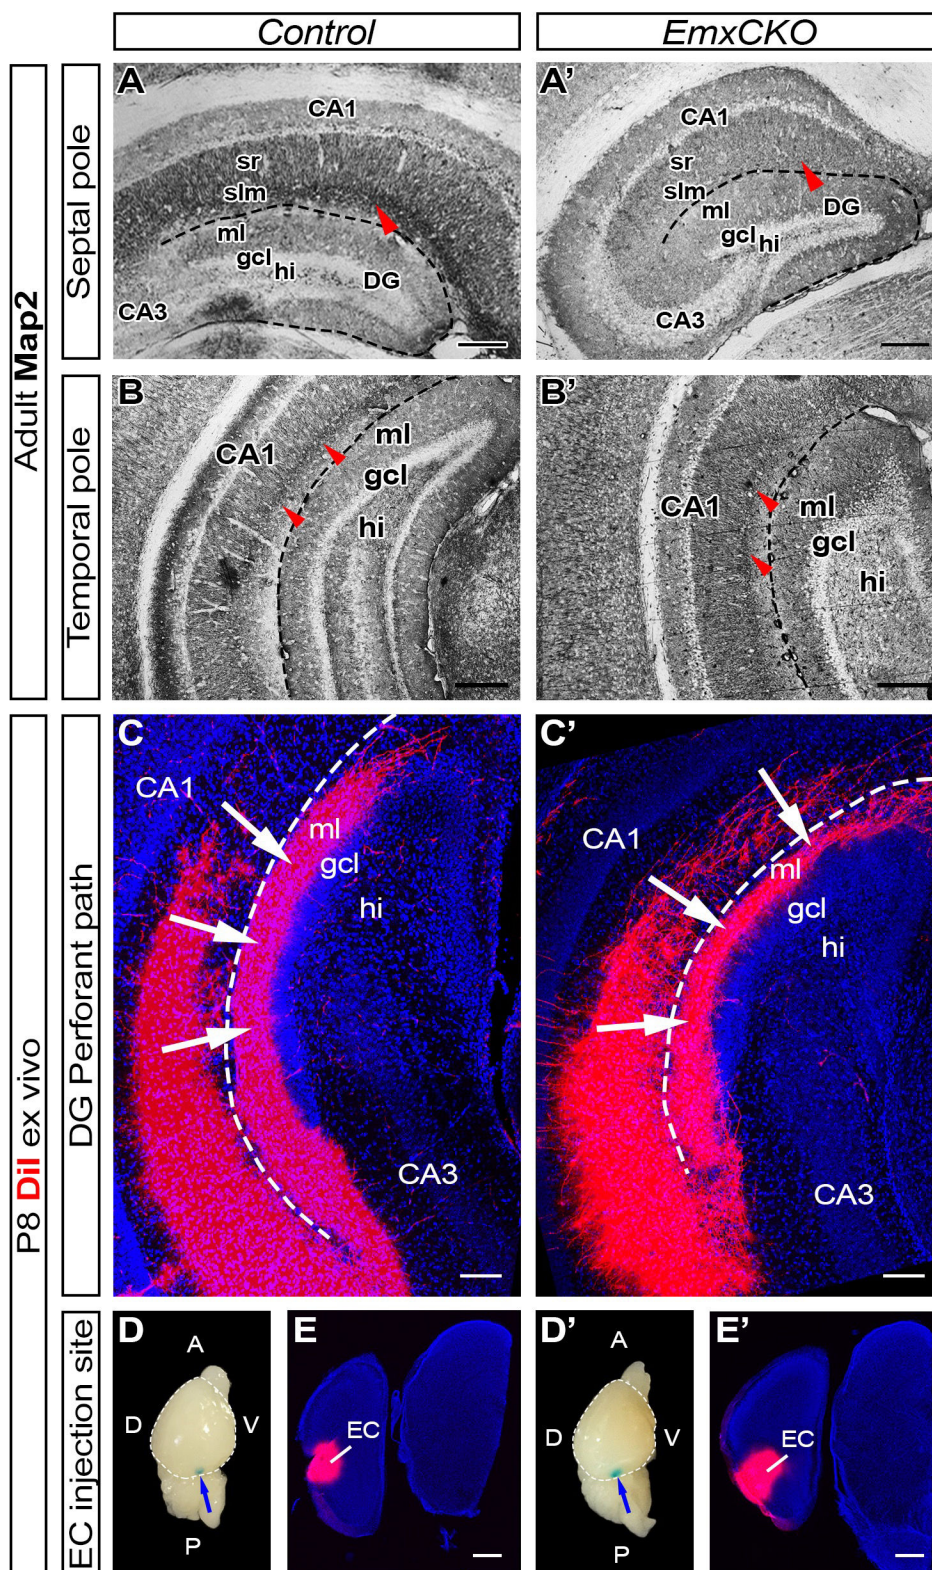 Control
EmxCKO
Adult Map2
Septal pole
A
CA1
sr
slm
ml
gcl
hi
DG
CA3
A'
CA1
sr
slm
ml
DG
gcl
hi
CA3
Temporal pole
B
CA1
ml
gcl
hi
B'
CA1
ml
gcl
hi
P8 DiI ex vivo
DG Perforant path
C
CA1
ml
gcl
hi
CA3
C'
CA1
ml
gcl
hi
CA3
EC injection site
D
A
D
V
P
E
EC
D'
A
D
V
P
E'
EC